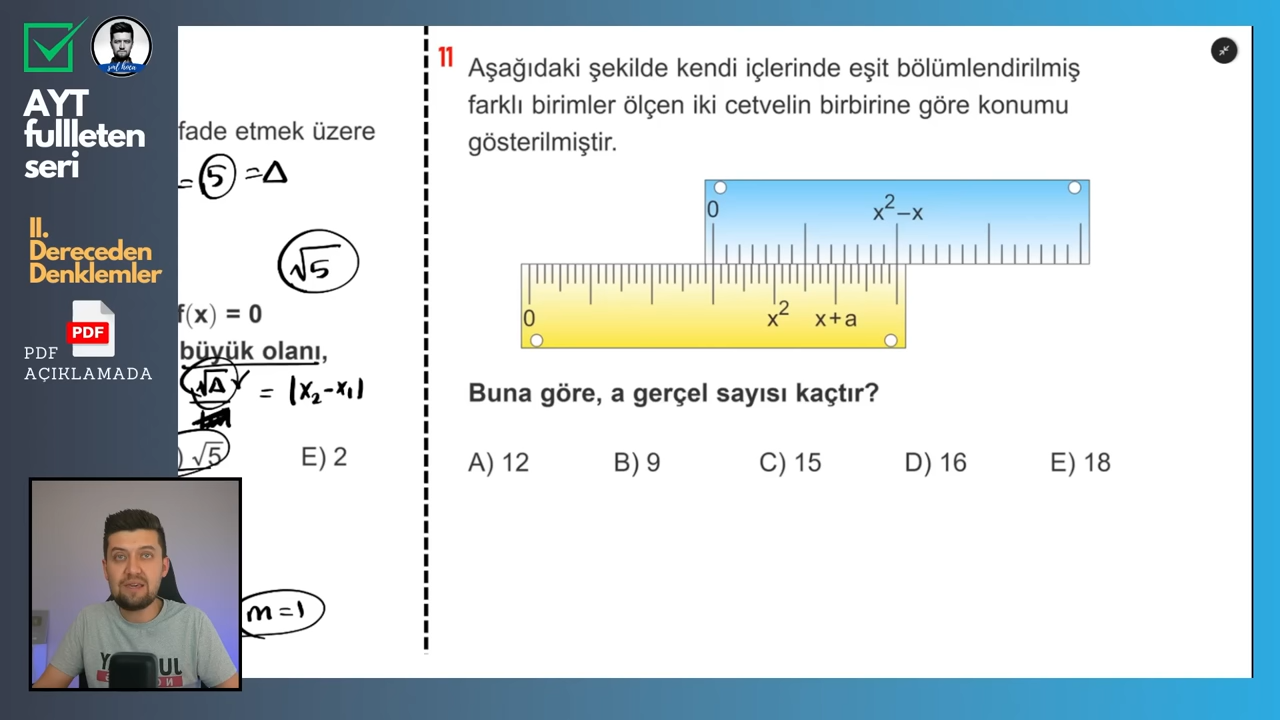 AYT
fullleten
seri
II.
Dereceden
Denklemler
PDF
PDF
AÇIKLAMADA
fade etmek üzere
= 5 = Δ
√5
f(x) = 0
büyük olanı,
√Δ = |x₂-x₁|
) √5 E) 2
m=1
11
Aşağıdaki şekilde kendi içlerinde eşit bölümlendirilmiş
farklı birimler ölçen iki cetvelin birbirine göre konumu
gösterilmiştir.
0 x²-x
0 x² x+a
Buna göre, a gerçel sayısı kaçtır?
A) 12 B) 9 C) 15 D) 16 E) 18